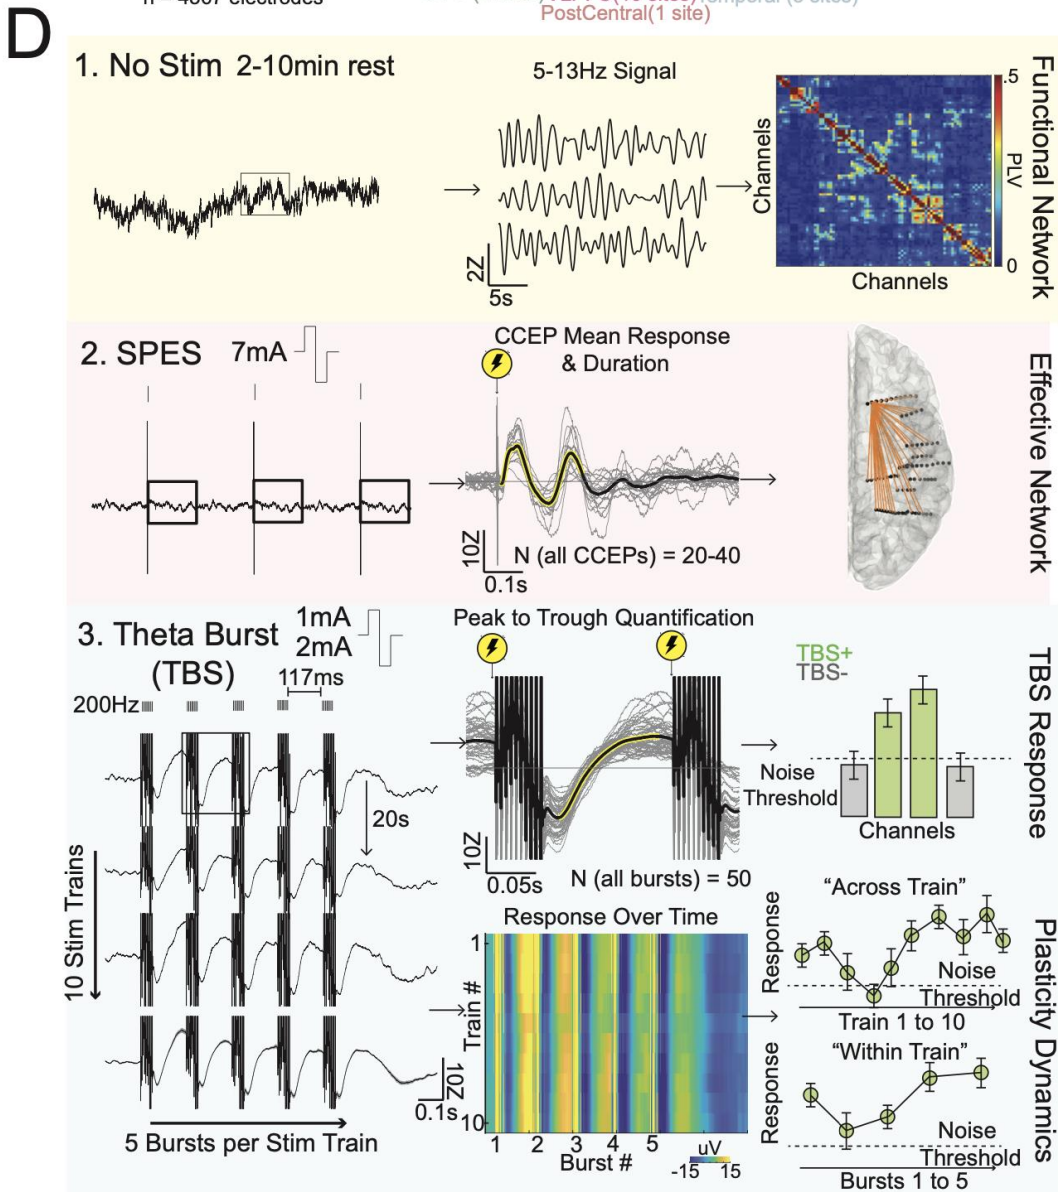 PostCentral(1 site)
D
1. No Stim 2-10min rest
5-13Hz Signal
2Z
5s
Channels
Channels
.5
PLV
0
Functional Network
2. SPES
7mA
CCEP Mean Response
& Duration
10Z
0.1s
N (all CCEPs) = 20-40
Effective Network
3. Theta Burst
(TBS)
1mA
2mA
117ms
200Hz
20s
10 Stim Trains
10Z
0.1s
5 Bursts per Stim Train
Peak to Trough Quantification
10Z
0.05s
N (all bursts) = 50
TBS+
TBS-
Noise
Threshold
Channels
TBS Response
Response Over Time
1
Train #
10
1 2 3 4 5
Burst #
uV
-15 15
“Across Train”
Response
Noise
Threshold
Train 1 to 10
“Within Train”
Response
Noise
Threshold
Bursts 1 to 5
Plasticity Dynamics